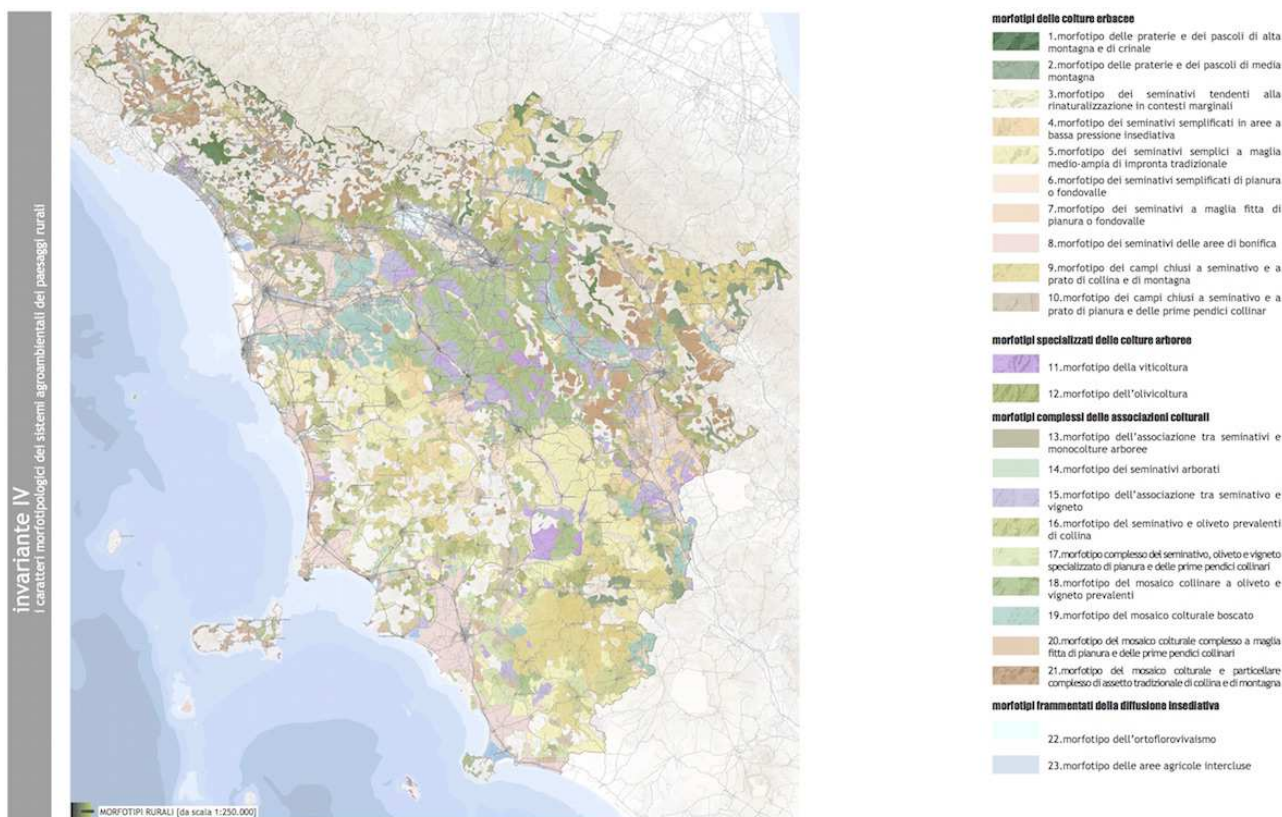 invariante IV
i caratteri morfotipologici dei sistemi agroambientali dei paesaggi rurali
MORFOTIPI RURALI [da scala 1:250.000]
morfotipi delle colture erbacee
1.morfotipo delle praterie e dei pascoli di alta
montagna e di crinale
2.morfotipo delle praterie e dei pascoli di media
montagna
3.morfotipo dei seminativi tendenti alla
rinaturalizzazione in contesti marginali
4.morfotipo dei seminativi semplificati in aree a
bassa pressione insediativa
5.morfotipo dei seminativi semplici a maglia
medio-ampia di impronta tradizionale
6.morfotipo dei seminativi semplificati di pianura
o fondovalle
7.morfotipo dei seminativi a maglia fitta di
pianura o fondovalle
8.morfotipo dei seminativi delle aree di bonifica
9.morfotipo dei campi chiusi a seminativo e a
prato di collina e di montagna
10.morfotipo dei campi chiusi a seminativo e a
prato di pianura e delle prime pendici collinar
morfotipi specializzati delle colture arboree
11.morfotipo della viticoltura
12.morfotipo dell'olivicoltura
morfotipi complessi delle associazioni colturali
13.morfotipo dell'associazione tra seminativi e
monocolture arboree
14.morfotipo dei seminativi arborati
15.morfotipo dell'associazione tra seminativo e
vigneto
16.morfotipo del seminativo e oliveto prevalenti
di collina
17.morfotipo complesso del seminativo, oliveto e vigneto
specializzato di pianura e delle prime pendici collinari
18.morfotipo del mosaico collinare a oliveto e
vigneto prevalenti
19.morfotipo del mosaico colturale boscato
20.morfotipo del mosaico colturale complesso a maglia
fitta di pianura e delle prime pendici collinari
21.morfotipo del mosaico colturale e particellare
complesso di assetto tradizionale di collina e di montagna
morfotipi frammentati della diffusione insediativa
22.morfotipo dell'ortoflorovivaismo
23.morfotipo delle aree agricole intercluse